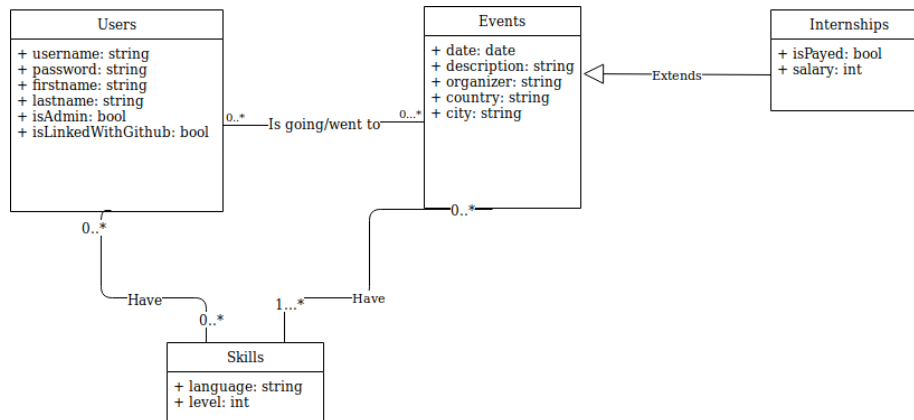 Users
+ username: string
+ password: string
+ firstname: string
+ lastname: string
+ isAdmin: bool
+ isLinkedWithGithub: bool
0..*
Is going/went to
0...*
Events
+ date: date
+ description: string
+ organizer: string
+ country: string
+ city: string
Extends
Internships
+ isPayed: bool
+ salary: int
0..*
Have
0..*
0..*
Have
1...*
Skills
+ language: string
+ level: int